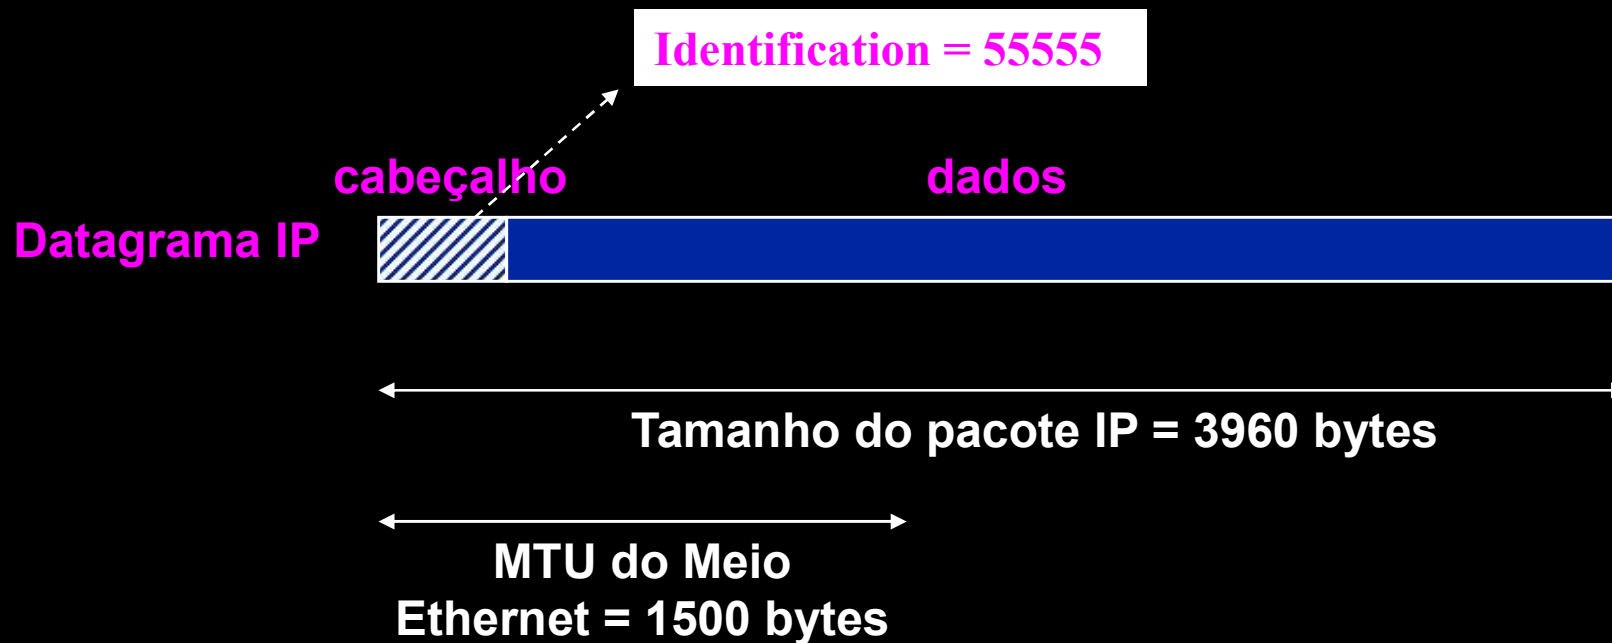 Identification = 55555
cabeçalho
dados
Datagrama IP
Tamanho do pacote IP = 3960 bytes
MTU do Meio
Ethernet = 1500 bytes